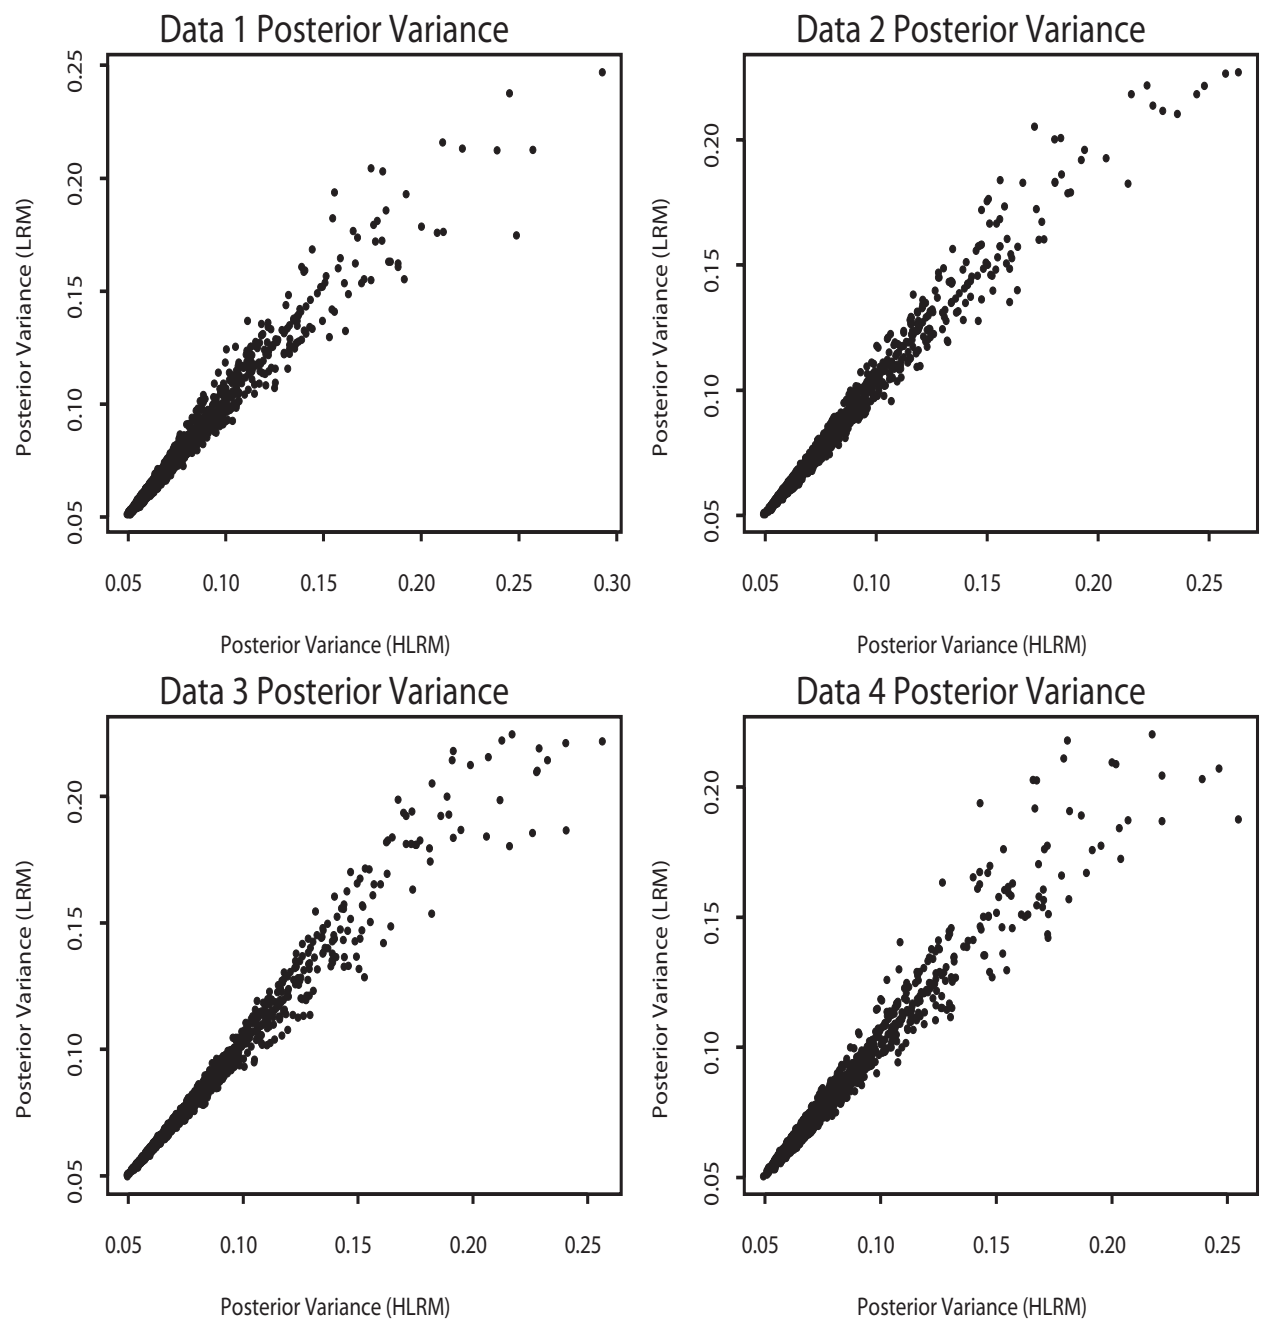 Data 1 Posterior Variance
Posterior Variance (LRM)
0.25
0.20
0.15
0.10
0.05
0.05 0.10 0.15 0.20 0.25 0.30
Posterior Variance (HLRM)
Data 2 Posterior Variance
Posterior Variance (LRM)
0.20
0.15
0.10
0.05
0.05 0.10 0.15 0.20 0.25
Posterior Variance (HLRM)
Data 3 Posterior Variance
Posterior Variance (LRM)
0.20
0.15
0.10
0.05
0.05 0.10 0.15 0.20 0.25
Posterior Variance (HLRM)
Data 4 Posterior Variance
Posterior Variance (LRM)
0.20
0.15
0.10
0.05
0.05 0.10 0.15 0.20 0.25
Posterior Variance (HLRM)